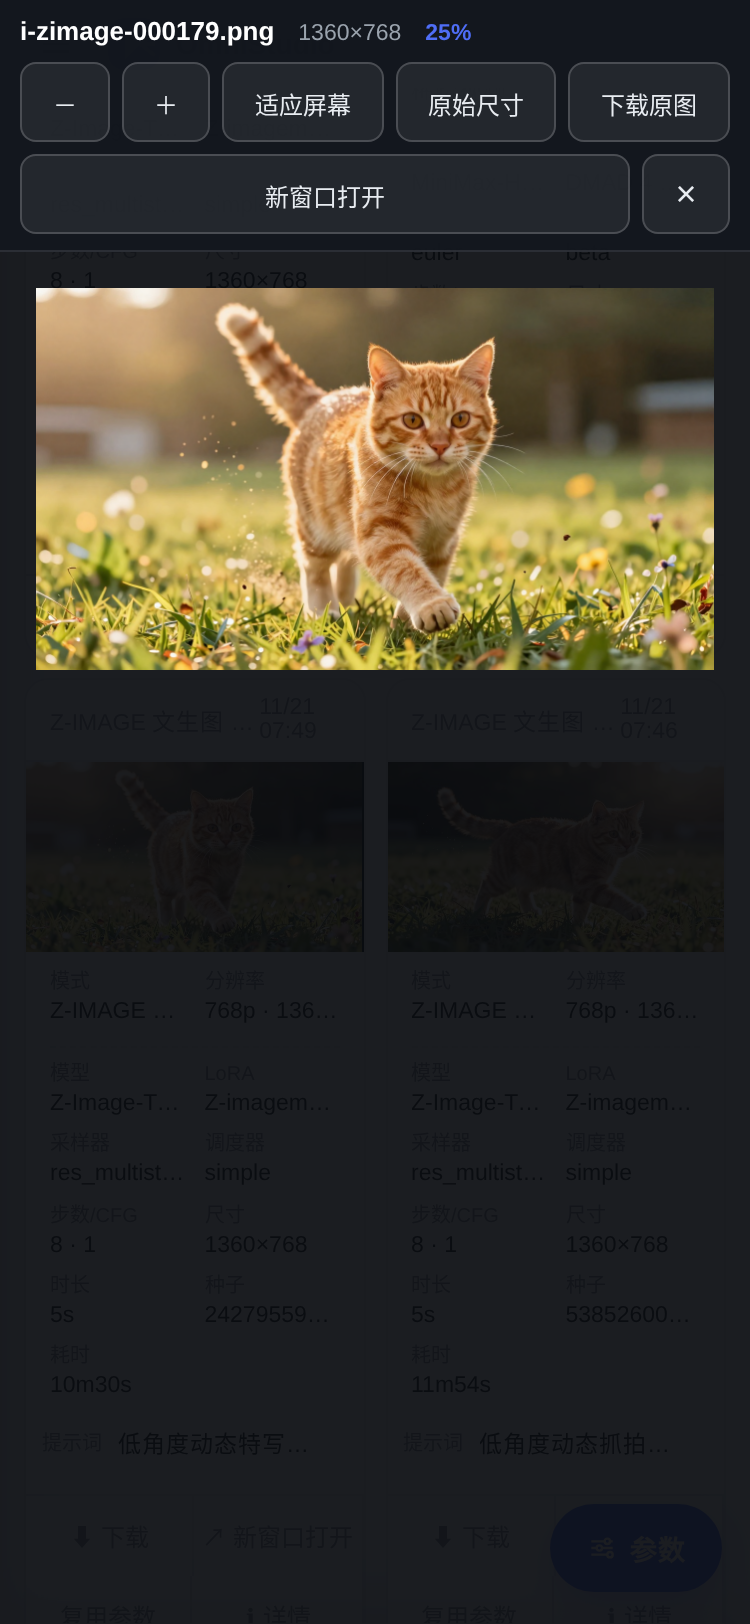 i-zimage-000179.png 1360×768 25%
− + 适应屏幕 原始尺寸 下载原图
新窗口打开 ✕
步数/CFG 尺寸 euler beta
8 · 1 1360×768
Z-IMAGE 文生图 ... 11/21 07:49 Z-IMAGE 文生图 ... 11/21 07:46
模式 分辨率 模式 分辨率
Z-IMAGE ... 768p · 136... Z-IMAGE ... 768p · 136...
模型 LoRA 模型 LoRA
Z-Image-T... Z-imagem... Z-Image-T... Z-imagem...
采样器 调度器 采样器 调度器
res_multist... simple res_multist... simple
步数/CFG 尺寸 步数/CFG 尺寸
8 · 1 1360×768 8 · 1 1360×768
时长 种子 时长 种子
5s 24279559... 5s 53852600...
耗时 耗时
10m30s 11m54s
提示词 低角度动态特写... 提示词 低角度动态抓拍...
⬇ 下载 ↗ 新窗口打开 ⬇ 下载 参数
复用参数 ℹ 详情 复用参数 ℹ 详情